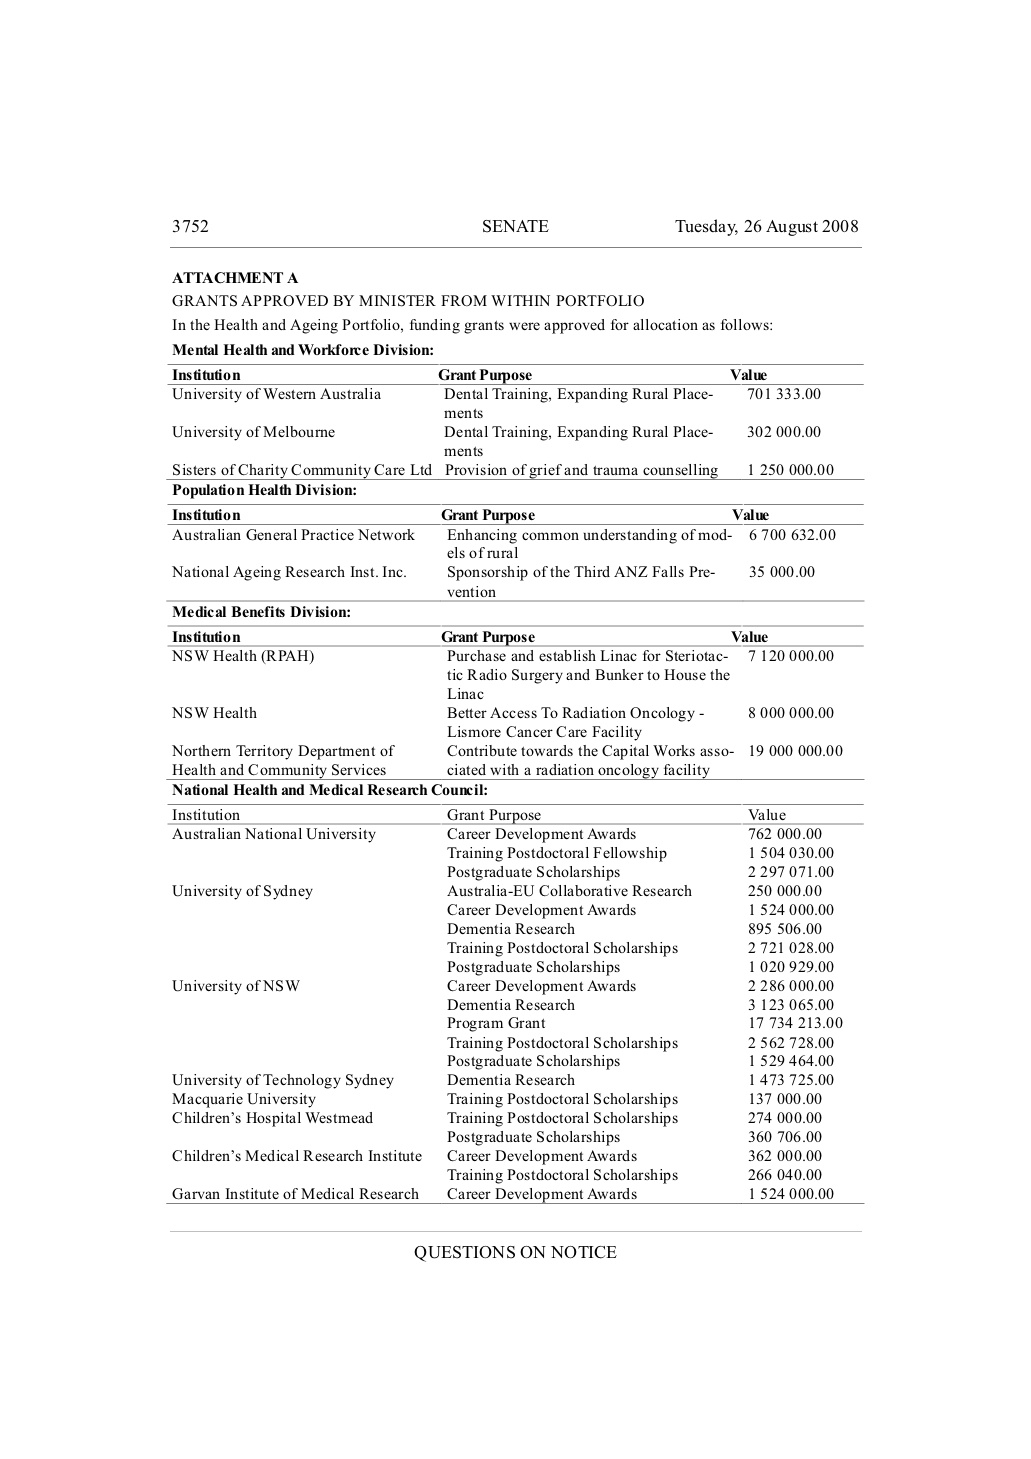 3752 SENATE Tuesday, 26 August 2008
ATTACHMENT A
GRANTS APPROVED BY MINISTER FROM WITHIN PORTFOLIO
In the Health and Ageing Portfolio, funding grants were approved for allocation as follows:
Mental Health and Workforce Division:
Institution Grant Purpose Value
University of Western Australia Dental Training, Expanding Rural Place- 701 333.00
ments
University of Melbourne Dental Training, Expanding Rural Place- 302 000.00
ments
Sisters of Charity Community Care Ltd Provision of grief and trauma counselling 1 250 000.00
Population Health Division:
Institution Grant Purpose Value
Australian General Practice Network Enhancing common understanding of mod- 6 700 632.00
els of rural
National Ageing Research Inst. Inc. Sponsorship of the Third ANZ Falls Pre- 35 000.00
vention
Medical Benefits Division:
Institution Grant Purpose Value
NSW Health (RPAH) Purchase and establish Linac for Steriotac- 7 120 000.00
tic Radio Surgery and Bunker to House the
Linac
NSW Health Better Access To Radiation Oncology - 8 000 000.00
Lismore Cancer Care Facility
Northern Territory Department of Contribute towards the Capital Works asso- 19 000 000.00
Health and Community Services ciated with a radiation oncology facility
National Health and Medical Research Council:
Institution Grant Purpose Value
Australian National University Career Development Awards 762 000.00
Training Postdoctoral Fellowship 1 504 030.00
Postgraduate Scholarships 2 297 071.00
University of Sydney Australia-EU Collaborative Research 250 000.00
Career Development Awards 1 524 000.00
Dementia Research 895 506.00
Training Postdoctoral Scholarships 2 721 028.00
Postgraduate Scholarships 1 020 929.00
University of NSW Career Development Awards 2 286 000.00
Dementia Research 3 123 065.00
Program Grant 17 734 213.00
Training Postdoctoral Scholarships 2 562 728.00
Postgraduate Scholarships 1 529 464.00
University of Technology Sydney Dementia Research 1 473 725.00
Macquarie University Training Postdoctoral Scholarships 137 000.00
Children's Hospital Westmead Training Postdoctoral Scholarships 274 000.00
Postgraduate Scholarships 360 706.00
Children's Medical Research Institute Career Development Awards 362 000.00
Training Postdoctoral Scholarships 266 040.00
Garvan Institute of Medical Research Career Development Awards 1 524 000.00
QUESTIONS ON NOTICE